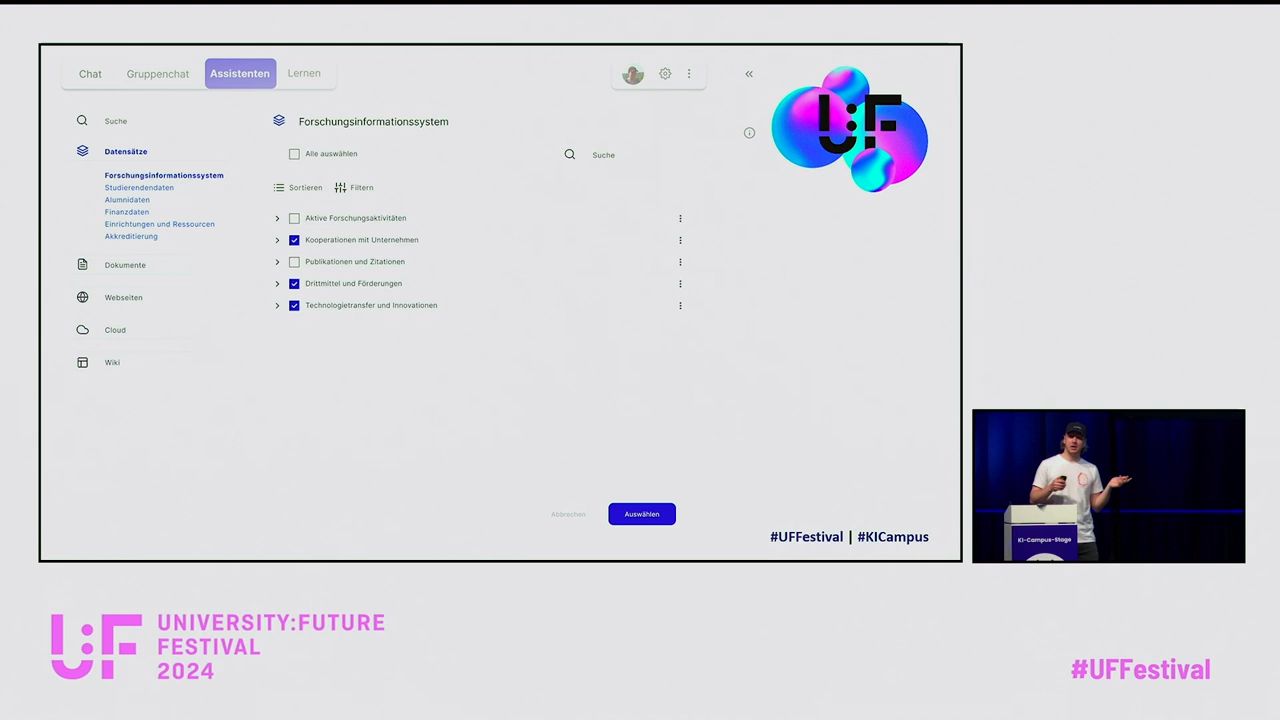 Chat Gruppenchat Assistenten Lernen
U:F
Suche
Datensätze
Forschungsinformationssystem
Studierendendaten
Alumnidaten
Finanzdaten
Einrichtungen und Ressourcen
Akkreditierung
Dokumente
Webseiten
Cloud
Wiki
Forschungsinformationssystem
Alle auswählen
Suche
Sortieren Filtern
Aktive Forschungsaktivitäten
Kooperationen mit Unternehmen
Publikationen und Zitationen
Drittmittel und Förderungen
Technologietransfer und Innovationen
Abbrechen Auswählen
#UFFestival | #KICampus
KI-Campus-Stage
U:F UNIVERSITY:FUTURE
FESTIVAL
2024
#UFFestival